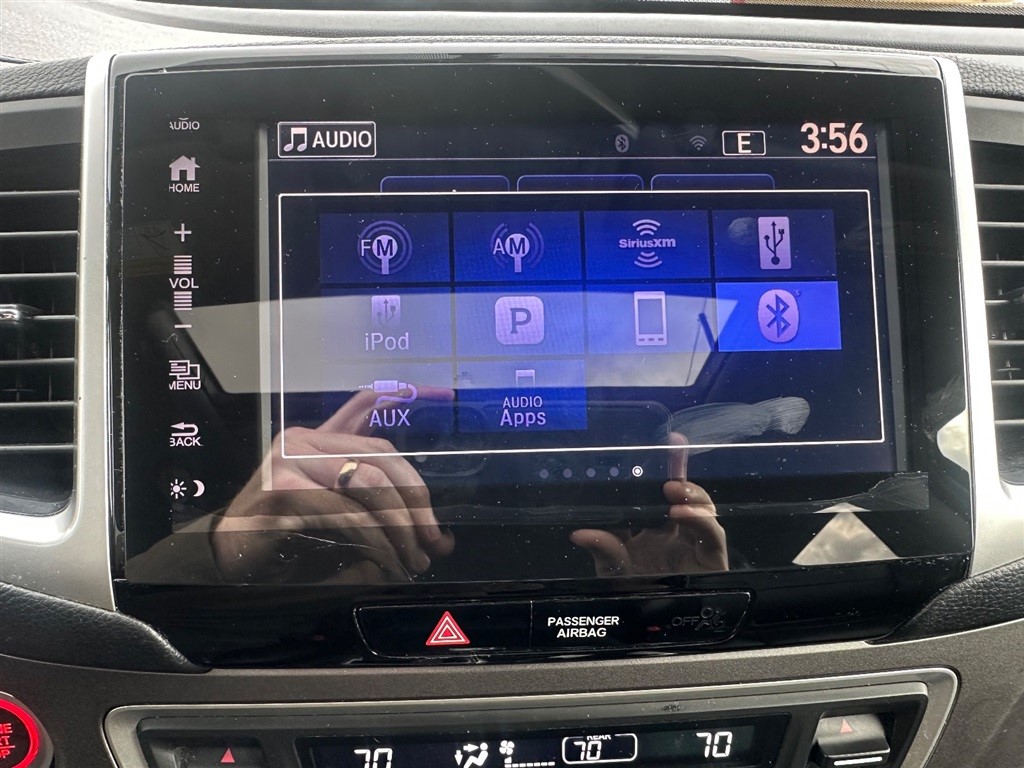 AUDIO
AUDIO
E
3:56
HOME
FM
AM
SiriusXM
+
VOL
-
iPod
P
MENU
AUX
AUDIO
Apps
BACK
PASSENGER
AIRBAG
OFF
70
REAR
70
70